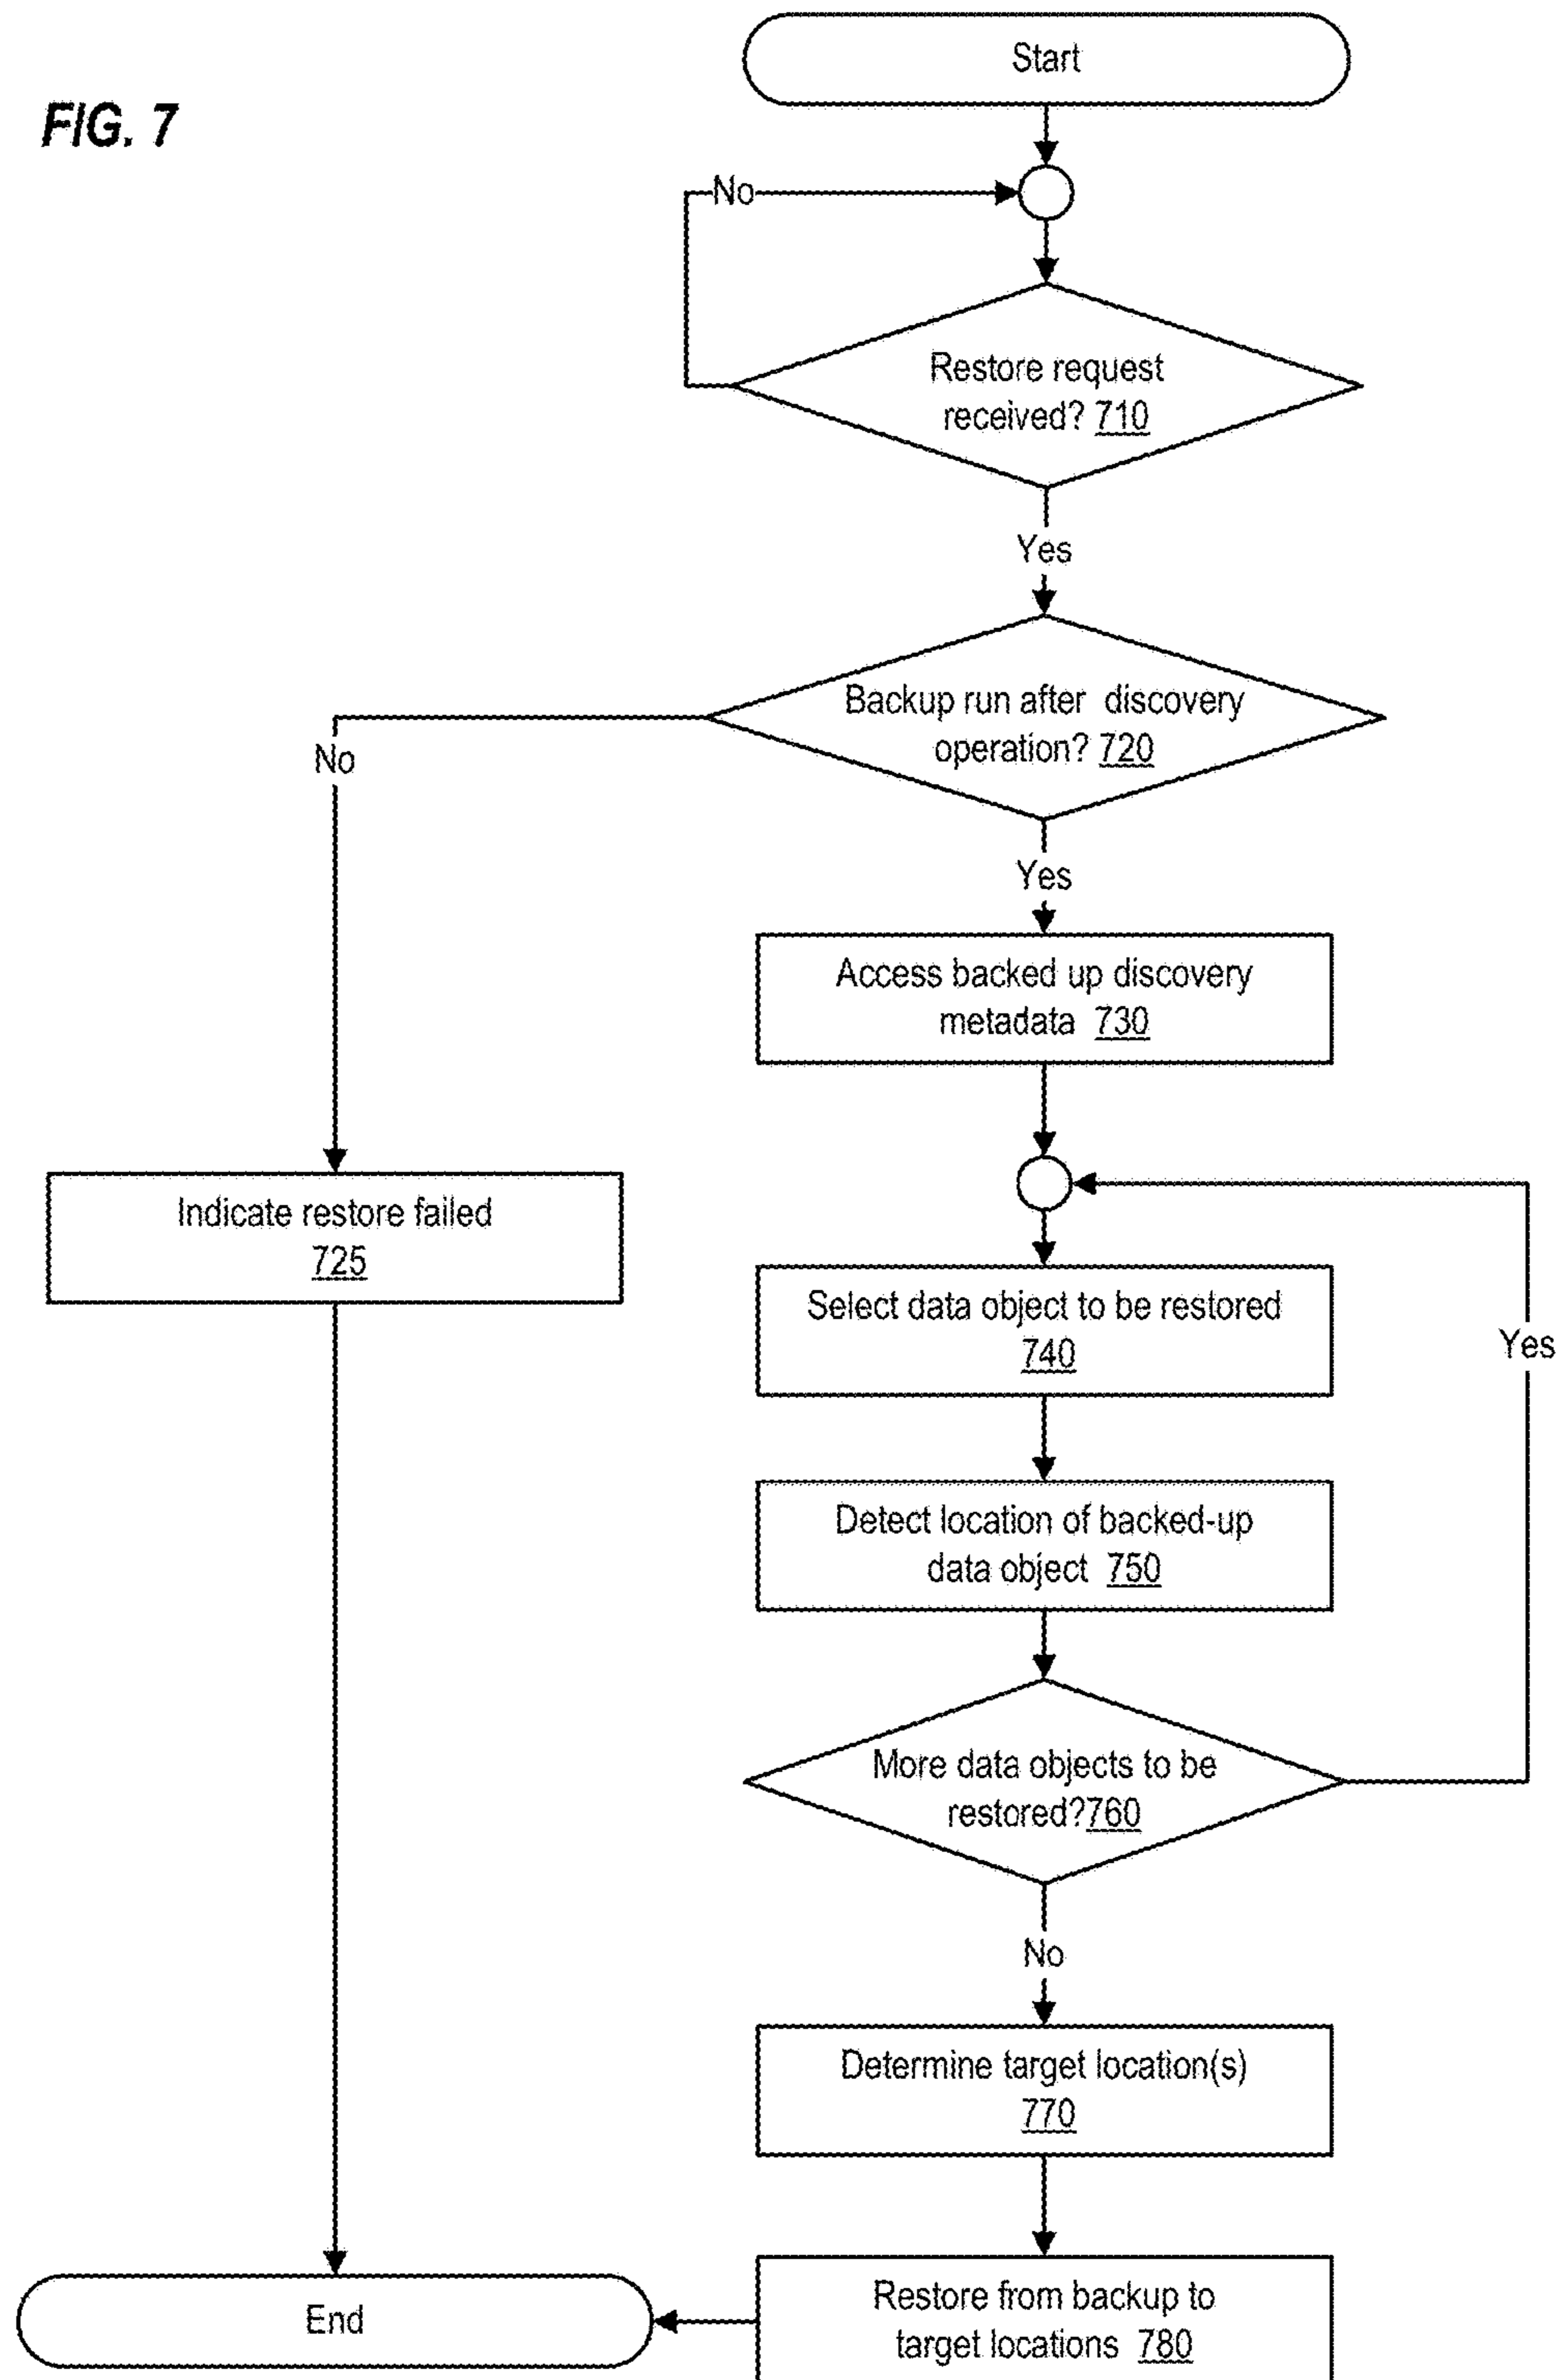 FIG. 7
Start
No
Restore request
received? 710
Yes
Backup run after discovery
operation? 720
No
Yes
Access backed up discovery
metadata 730
Indicate restore failed
725
Select data object to be restored
740
Yes
Detect location of backed-up
data object 750
More data objects to be
restored?760
No
Determine target location(s)
770
Restore from backup to
target locations 780
End